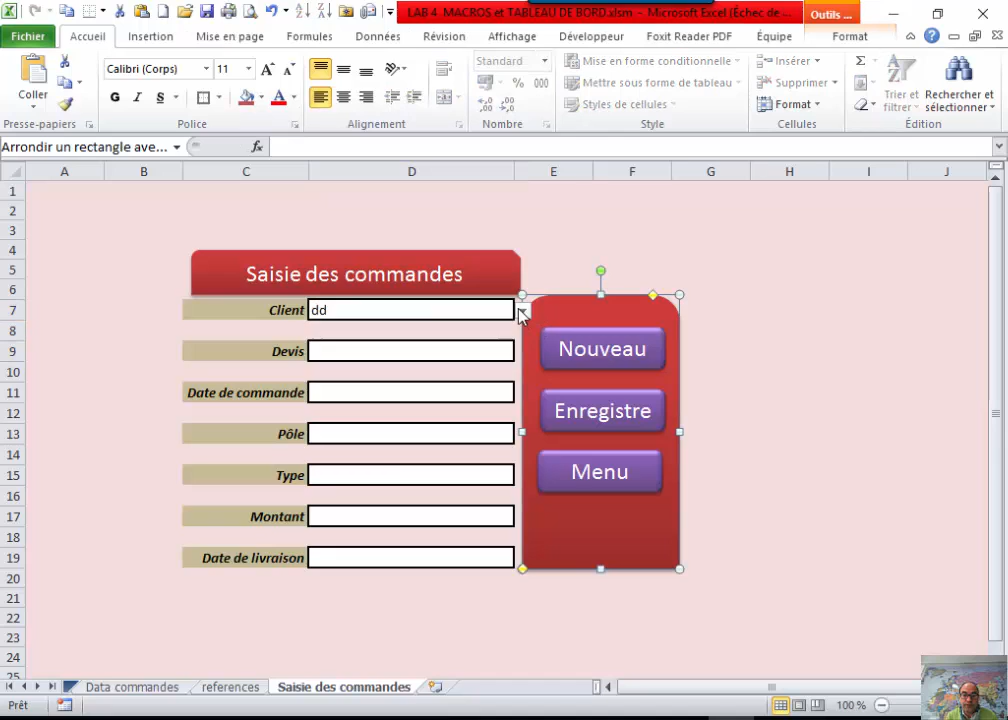 LAB 4- MACROS et TABLEAU DE BORD.xlsm - Microsoft Excel (Échec de ...
Outils ...
Fichier
Accueil
Insertion
Mise en page
Formules
Données
Révision
Affichage
Développeur
Foxit Reader PDF
Équipe
Format
Coller
Calibri (Corps)
11
G I S
Standard
Mise en forme conditionnelle
Mettre sous forme de tableau
Styles de cellules
Insérer
Supprimer
Format
Trier et filtrer
Rechercher et sélectionner
Presse-papiers
Police
Alignement
Nombre
Style
Cellules
Édition
Arrondir un rectangle ave...
fx
A B C D E F G H I J
1
2
3
4
5
Saisie des commandes
6
7
Client
dd
8
Nouveau
9
Devis
10
11
Date de commande
Enregistre
12
13
Pôle
14
15
Type
Menu
16
17
Montant
18
19
Date de livraison
20
21
22
23
24
25
Data commandes
references
Saisie des commandes
Prêt
100 %